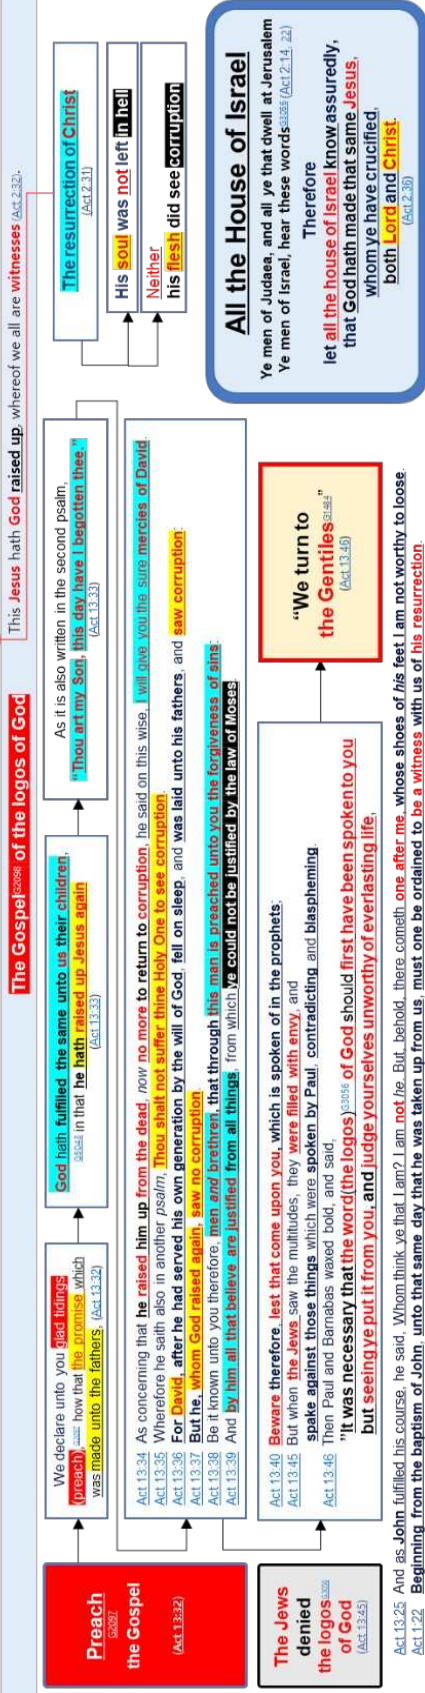 The Gospel G2098 of the logos of God
This Jesus hath God raised up, whereof we all are witnesses (Act 2:32).
Preach
G2097
the Gospel
(Act 13:32)
We declare unto you glad tidings
(preach),G2097 how that the promise which
was made unto the fathers, (Act 13:32)
God hath fulfilled the same unto us their children,
G5048 in that he hath raised up Jesus again
(Act 13:33)
As it is also written in the second psalm,
“Thou art my Son, this day have I begotten thee.”
(Act 13:33)
The resurrection of Christ
(Act 2:31)
His soul was not left in hell
Neither
his flesh did see corruption
Act 13:34 As concerning that he raised him up from the dead, now no more to return to corruption, he said on this wise, I will give you the sure mercies of David.
Act 13:35 Wherefore he saith also in another psalm, Thou shalt not suffer thine Holy One to see corruption.
Act 13:36 For David, after he had served his own generation by the will of God, fell on sleep, and was laid unto his fathers, and saw corruption:
Act 13:37 But he, whom God raised again, saw no corruption.
Act 13:38 Be it known unto you therefore, men and brethren, that through this man is preached unto you the forgiveness of sins:
Act 13:39 And by him all that believe are justified from all things, from which ye could not be justified by the law of Moses.
All the House of Israel
Ye men of Judaea, and all ye that dwell at Jerusalem
Ye men of Israel, hear these words (Act 2:14, 22)
Therefore
let all the house of Israel know assuredly,
that God hath made that same Jesus,
whom ye have crucified,
both Lord and Christ.
(Act 2:36)
The Jews
denied
the logosG3056
of God
(Act 13:45)
Act 13:40 Beware therefore, lest that come upon you, which is spoken of in the prophets;
Act 13:45 But when the Jews saw the multitudes, they were filled with envy, and
spake against those things which were spoken by Paul, contradicting and blaspheming.
Act 13:46 Then Paul and Barnabas waxed bold, and said,
”It was necessary that the word(the logos)G3056 of God should first have been spoken to you
but seeing ye put it from you, and judge yourselves unworthy of everlasting life,
“We turn to
the GentilesG1484”
(Act 13.46)
Act 13:25 And as John fulfilled his course, he said, Whom think ye that I am? I am not he. But, behold, there cometh one after me, whose shoes of his feet I am not worthy to loose.
Act 1:22 Beginning from the baptism of John, unto that same day that he was taken up from us, must one be ordained to be a witness with us of his resurrection.